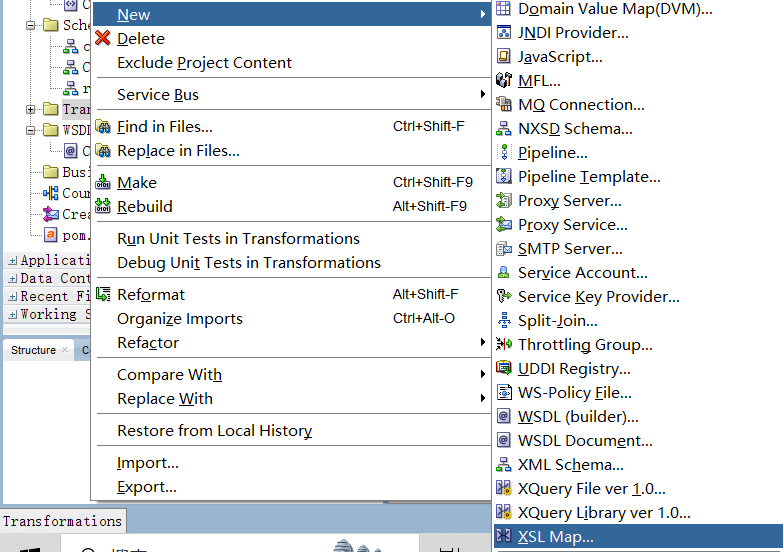 Sche
Tran
WSDL
Busi
Coun
Crea
pom.
Applicati
Data Cont
Recent Fi
Working S
Structure
Transformations
New
Delete
Exclude Project Content
Service Bus
Find in Files... Ctrl+Shift-F
Replace in Files...
Make Ctrl+Shift-F9
Rebuild Alt+Shift-F9
Run Unit Tests in Transformations
Debug Unit Tests in Transformations
Reformat Alt+Shift-F
Organize Imports Ctrl+Alt-O
Refactor
Compare With
Replace With
Restore from Local History
Import...
Export...
Domain Value Map(DVM)...
JNDI Provider...
JavaScript...
MFL...
MQ Connection...
NXSD Schema...
Pipeline...
Pipeline Template...
Proxy Server...
Proxy Service...
SMTP Server...
Service Account...
Service Key Provider...
Split-Join...
Throttling Group...
UDDI Registry...
WS-Policy File...
WSDL (builder)...
WSDL Document...
XML Schema...
XQuery File ver 1.0...
XQuery Library ver 1.0...
XSL Map...